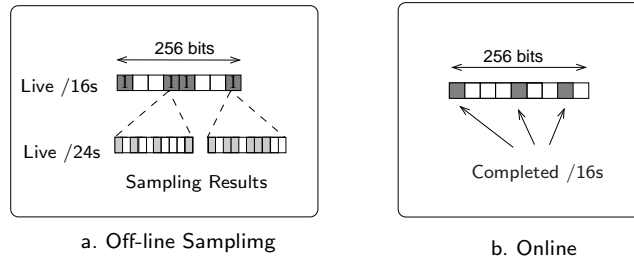 256 bits
Live /16s
1 1 1 1
Live /24s
Sampling Results
a. Off-line Samplimg
256 bits
Completed /16s
b. Online